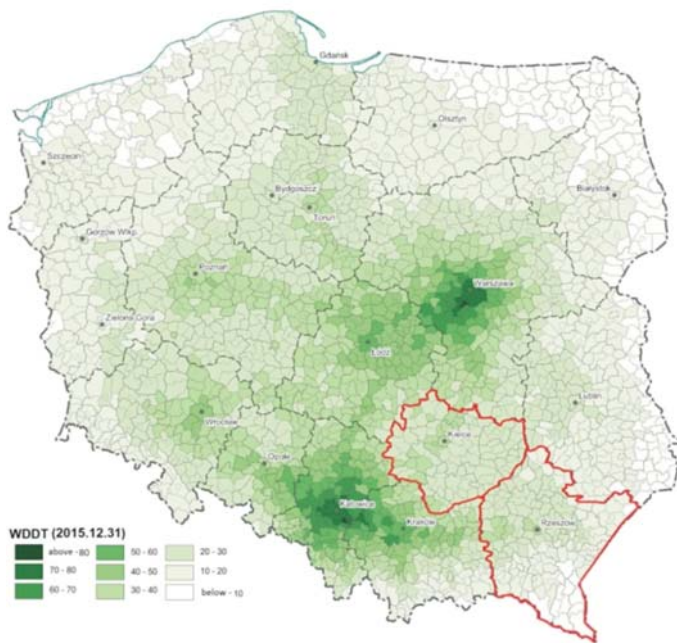 Gdańsk
Olsztyn
Szczecin
Bydgoszcz
Białystok
Toruń
Gorzów Wlkp.
Poznań
Warszawa
Zielona Góra
Łódź
Lublin
Wrocław
Kielce
Opole
Katowice
Kraków
Rzeszów
WDDT (2015.12.31)
above - 80
50 - 60
20 - 30
70 - 80
40 - 50
10 - 20
60 - 70
30 - 40
below - 10